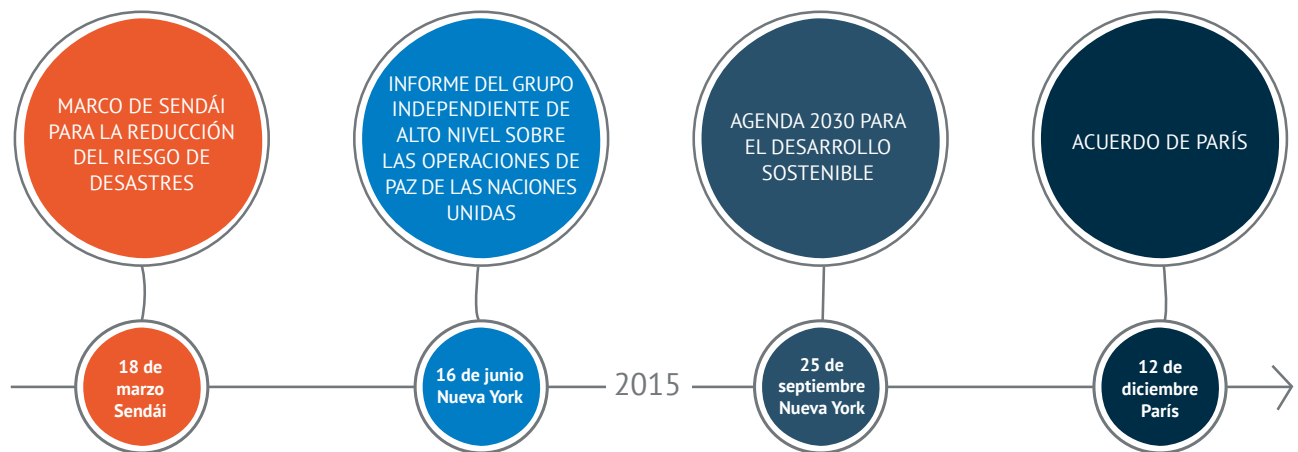 MARCO DE SENDÁI
PARA LA REDUCCIÓN
DEL RIESGO DE
DESASTRES
INFORME DEL GRUPO
INDEPENDIENTE DE
ALTO NIVEL SOBRE
LAS OPERACIONES DE
PAZ DE LAS NACIONES
UNIDAS
AGENDA 2030 PARA
EL DESARROLLO
SOSTENIBLE
ACUERDO DE PARÍS
18 de
marzo
Sendái
16 de junio
Nueva York
2015
25 de
septiembre
Nueva York
12 de
diciembre
París